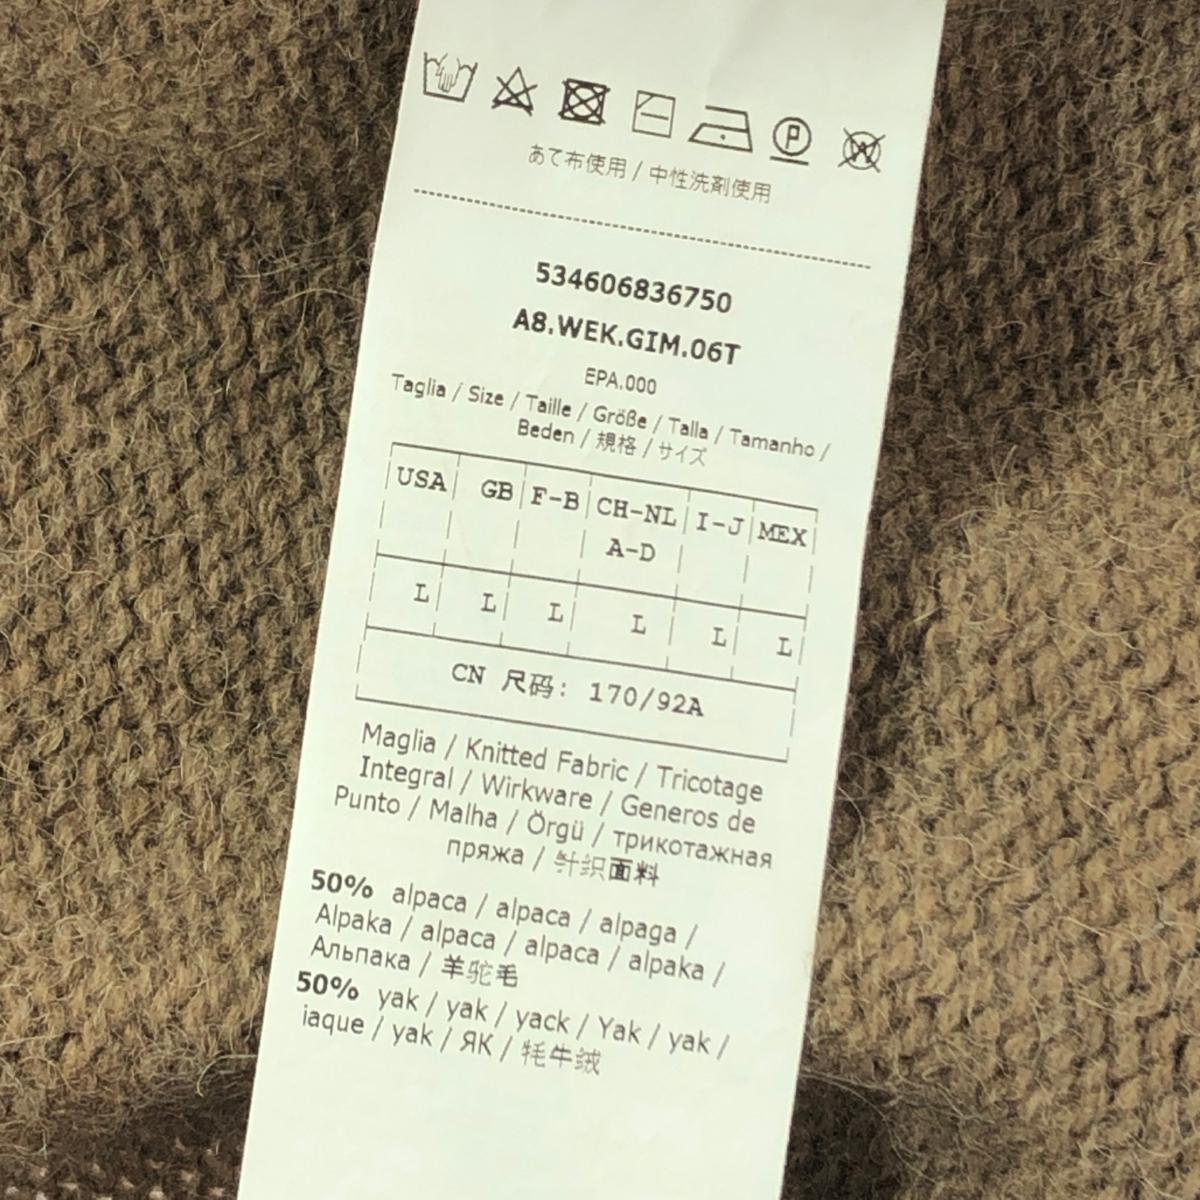 あて布使用 / 中性洗剤使用
534606836750
A8.WEK.GIM.06T
EPA.000
Taglia / Size / Taille / Größe / Talla / Tamanho /
Beden / 規格 / サイズ
USA GB F-B CH-NL I-J MEX
A-D
L L L L L L
CN 尺码: 170/92A
Maglia / Knitted Fabric / Tricotage
Integral / Wirkware / Generos de
Punto / Malha / Örgü / трикотажная
пряжа / 针织面料
50% alpaca / alpaca / alpaga /
Alpaka / alpaca / alpaca / alpaka /
Альпака / 羊驼毛
50% yak / yak / yack / Yak / yak /
iaque / yak / ЯК / 牦牛绒